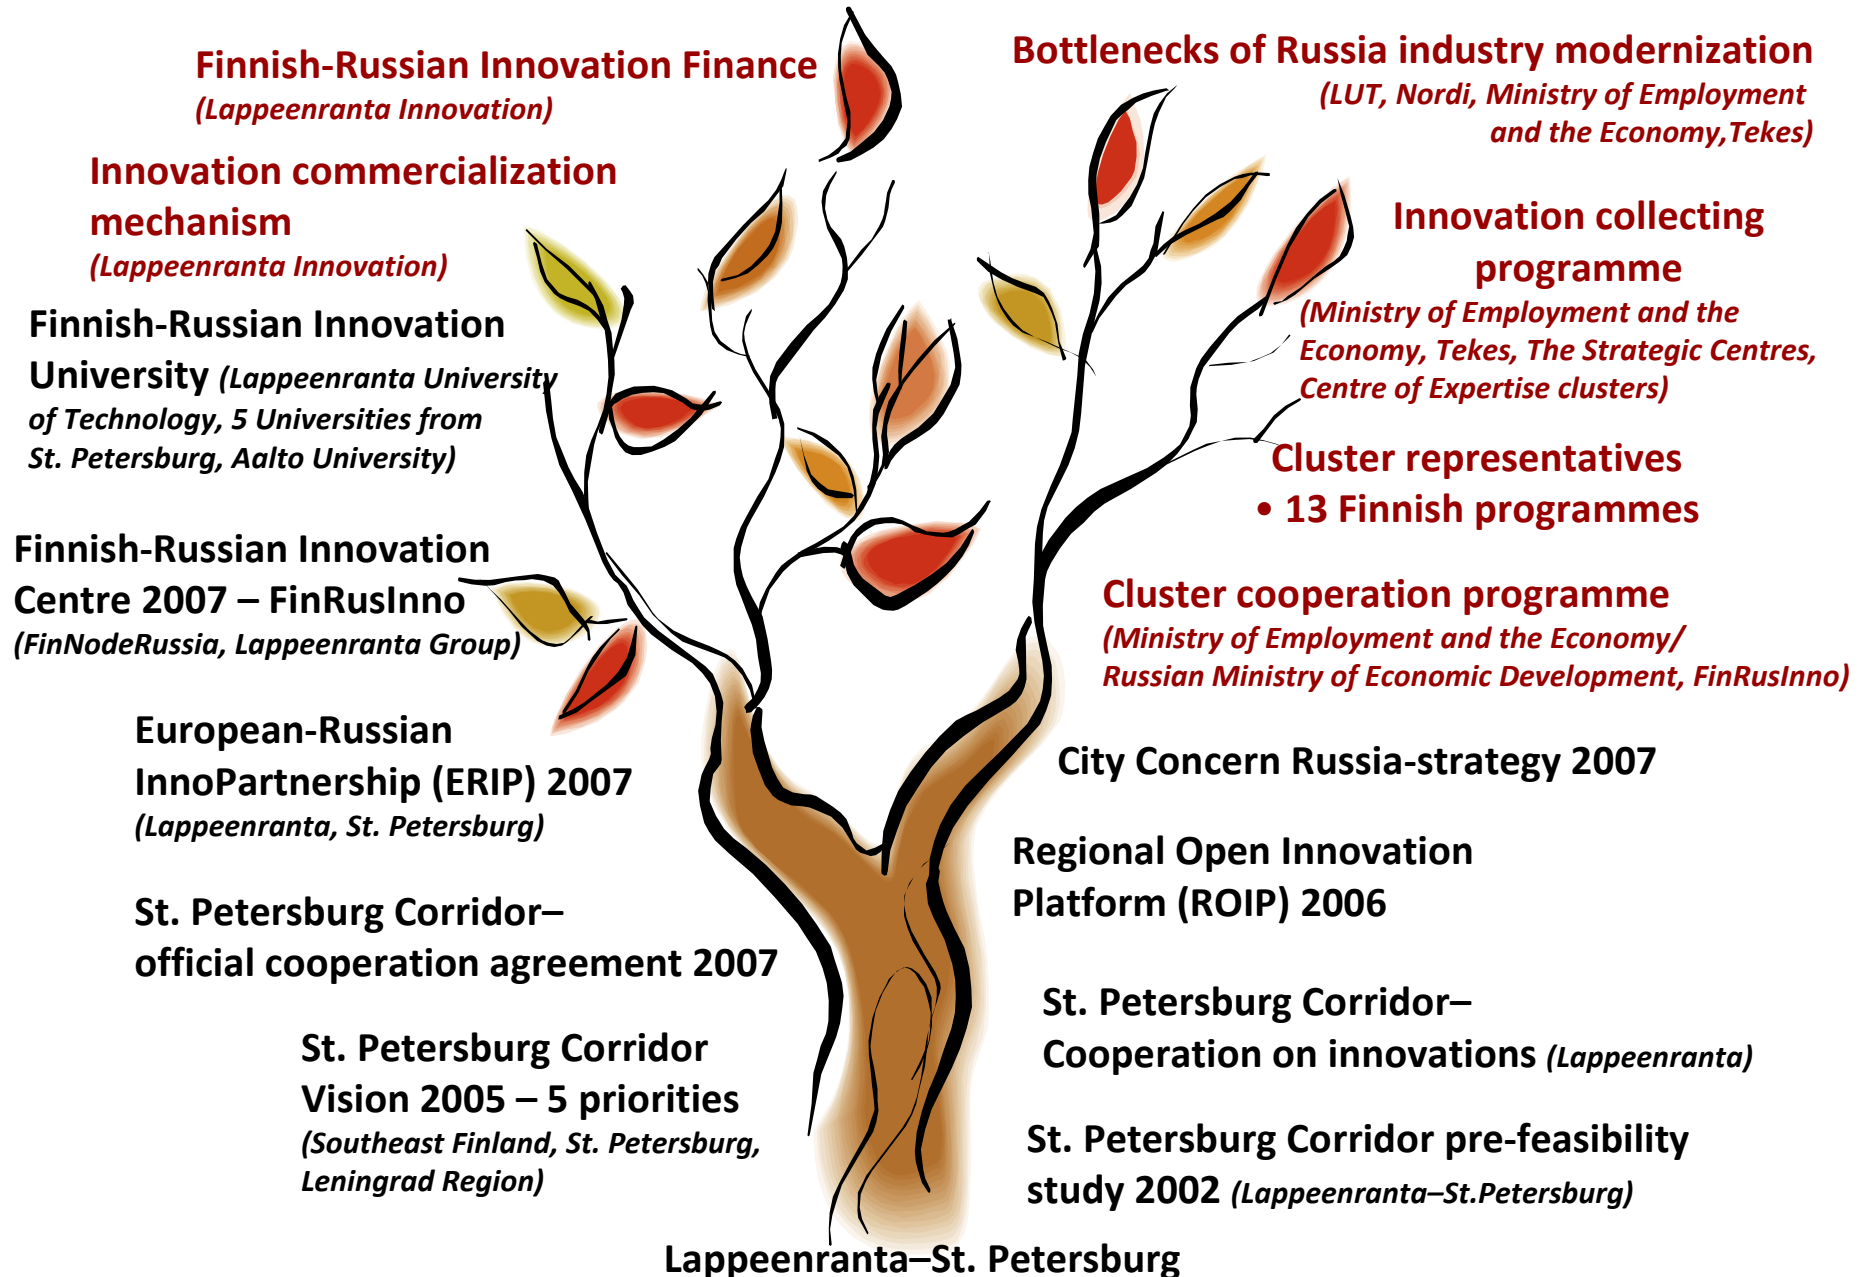 Finnish-Russian Innovation Finance
(Lappeenranta Innovation)
Innovation commercialization
mechanism
(Lappeenranta Innovation)
Finnish-Russian Innovation
University (Lappeenranta University
of Technology, 5 Universities from
St. Petersburg, Aalto University)
Finnish-Russian Innovation
Centre 2007 – FinRusInno
(FinNodeRussia, Lappeenranta Group)
European-Russian
InnoPartnership (ERIP) 2007
(Lappeenranta, St. Petersburg)
St. Petersburg Corridor–
official cooperation agreement 2007
St. Petersburg Corridor
Vision 2005 – 5 priorities
(Southeast Finland, St. Petersburg,
Leningrad Region)
Bottlenecks of Russia industry modernization
(LUT, Nordi, Ministry of Employment
and the Economy,Tekes)
Innovation collecting
programme
(Ministry of Employment and the
Economy, Tekes, The Strategic Centres,
Centre of Expertise clusters)
Cluster representatives
• 13 Finnish programmes
Cluster cooperation programme
(Ministry of Employment and the Economy/
Russian Ministry of Economic Development, FinRusInno)
City Concern Russia-strategy 2007
Regional Open Innovation
Platform (ROIP) 2006
St. Petersburg Corridor–
Cooperation on innovations (Lappeenranta)
St. Petersburg Corridor pre-feasibility
study 2002 (Lappeenranta–St.Petersburg)
Lappeenranta–St. Petersburg